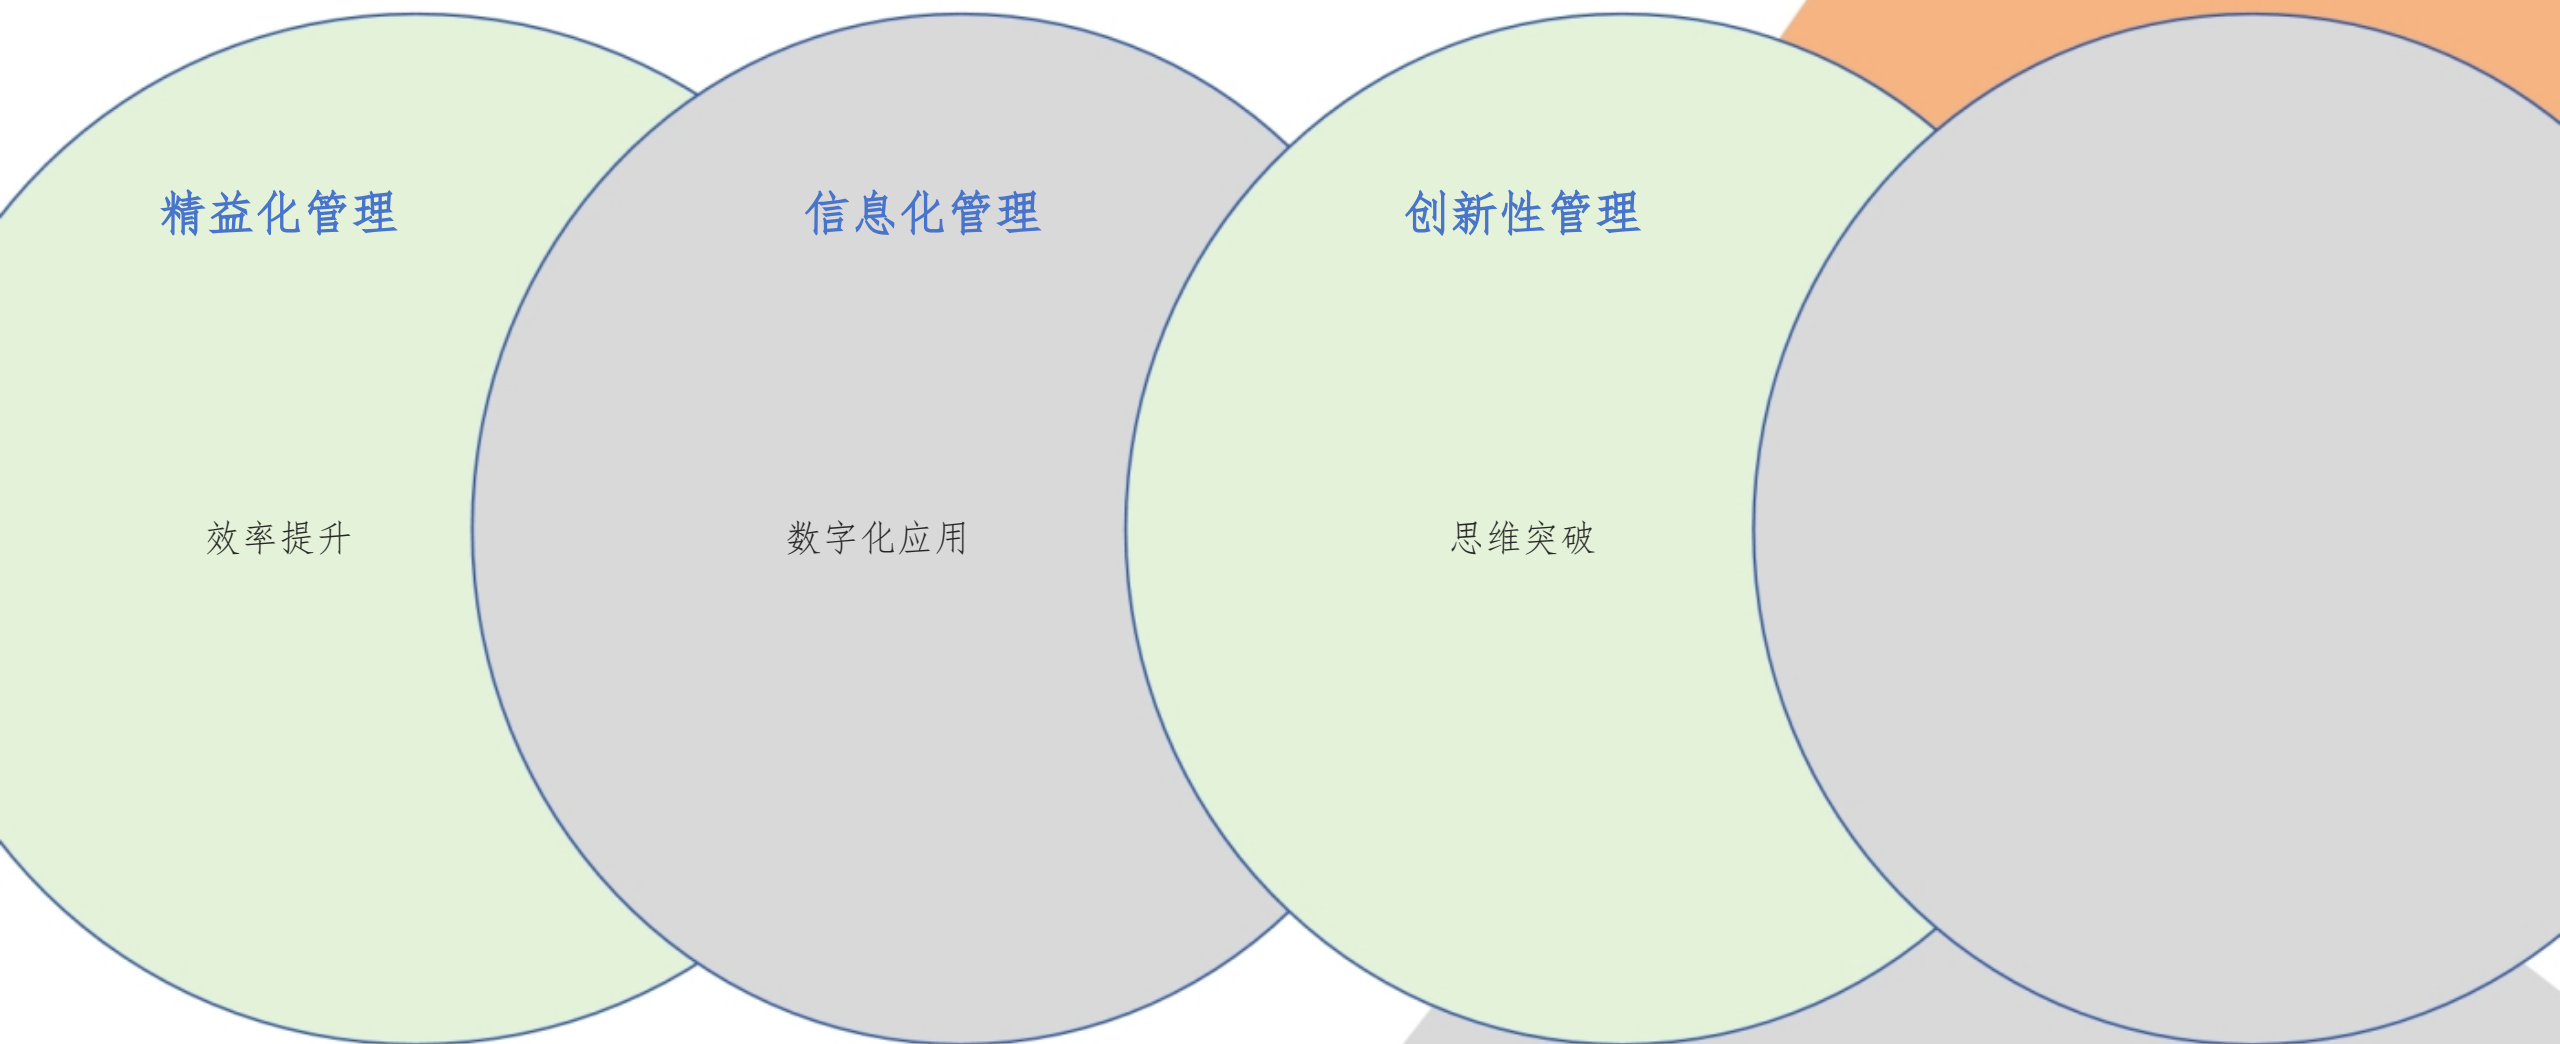 精益化管理
信息化管理
创新性管理
效率提升
数字化应用
思维突破